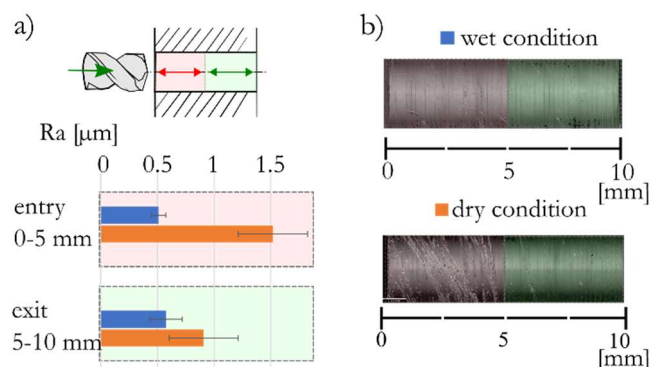 a)
Ra [μm]
0 0.5 1 1.5
entry
0-5 mm
exit
5-10 mm
b)
wet condition
0 5 10
[mm]
dry condition
0 5 10
[mm]